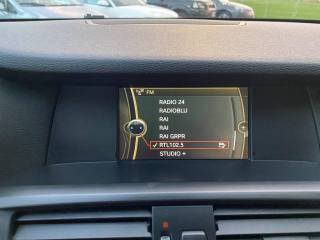 FM
RADIO 24
RADIOBLU
RAI
RAI
RAI GRPR
RTL102.5
STUDIO +